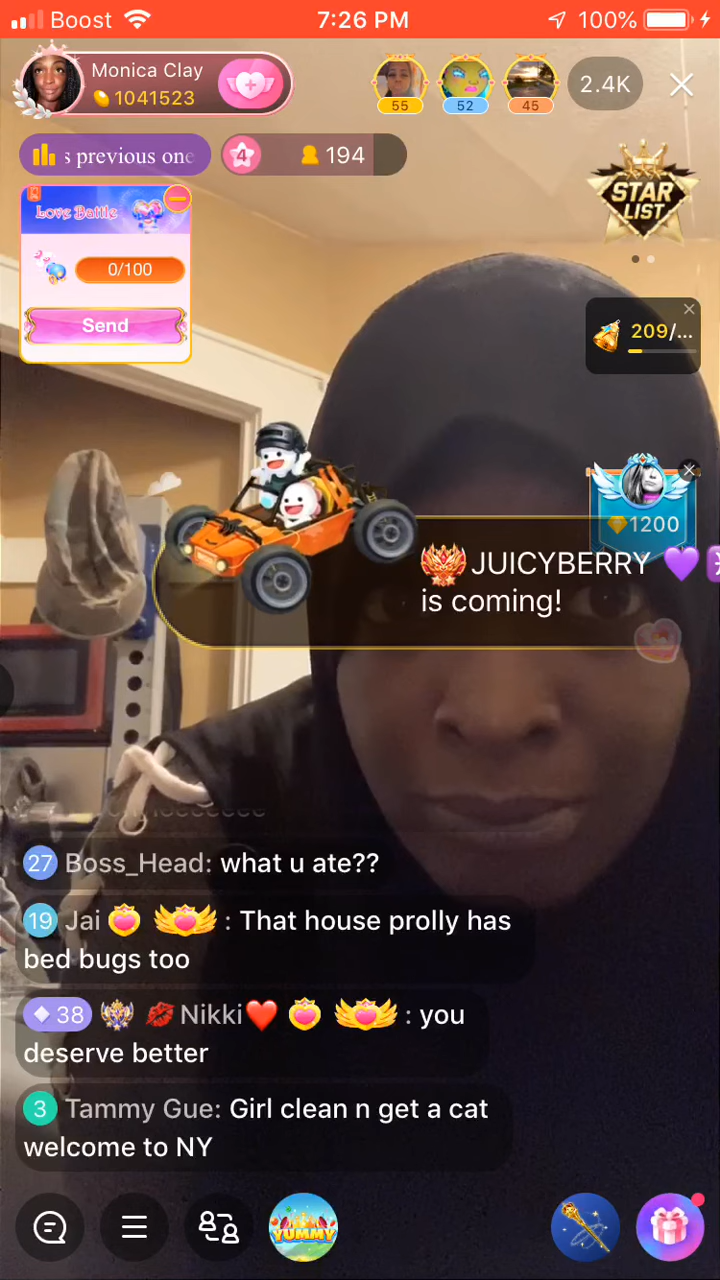 Boost 7:26 PM 100%
Monica Clay
1041523
55 52 45 2.4K
s previous one 4 194
STAR
LIST
Love Battle
0/100
Send
209/...
1200
JUICYBERRY
is coming!
27 Boss_Head: what u ate??
19 Jai : That house prolly has
bed bugs too
38 Nikki : you
deserve better
3 Tammy Gue: Girl clean n get a cat
welcome to NY
YUMMY